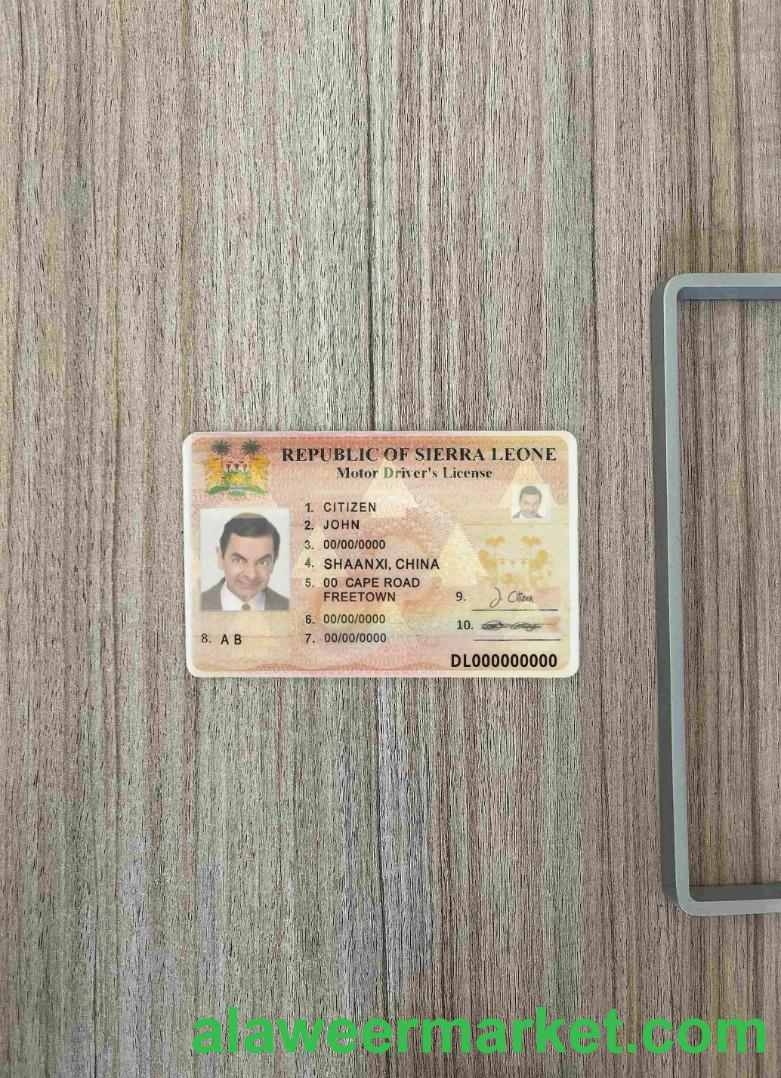 REPUBLIC OF SIERRA LEONE
Motor Driver's License
1. CITIZEN
2. JOHN
3. 00/00/0000
4. SHAANXI, CHINA
5. 00 CAPE ROAD
FREETOWN
6. 00/00/0000
7. 00/00/0000
8. A B
9. J Citizen
10.
DL000000000
alaweermarket.com